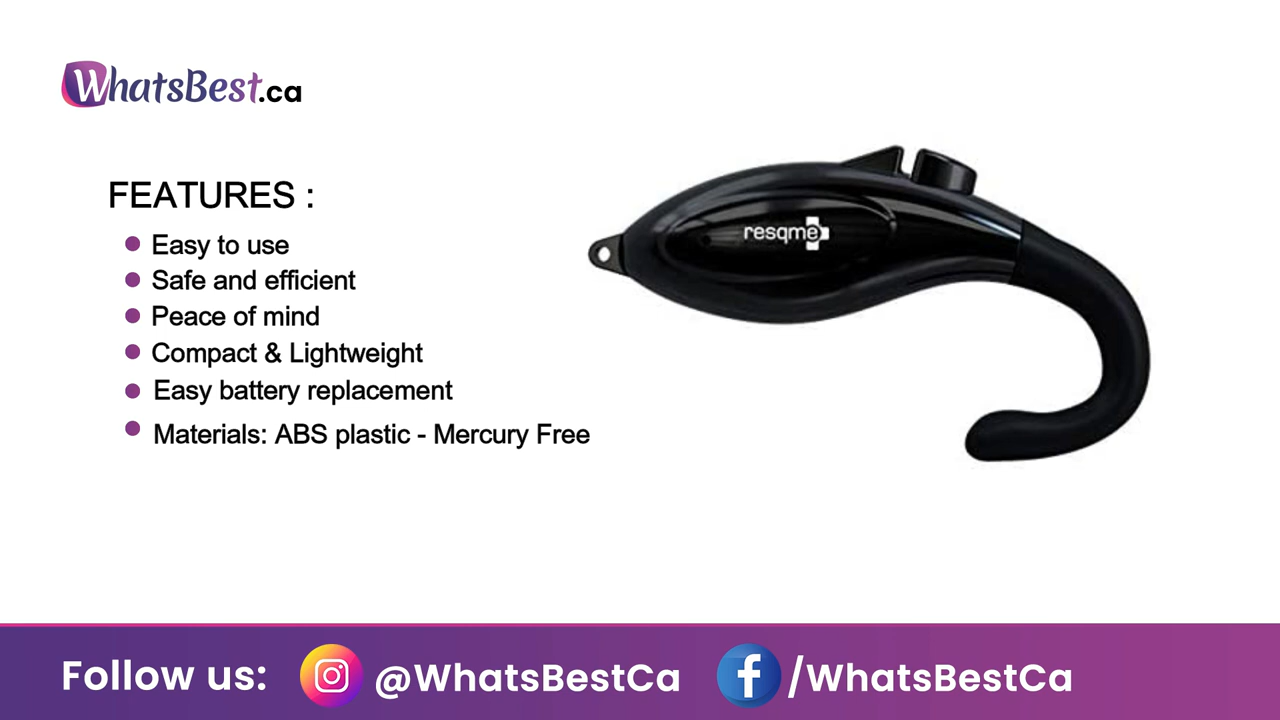 WhatsBest.ca
FEATURES :
Easy to use
Safe and efficient
Peace of mind
Compact & Lightweight
Easy battery replacement
Materials: ABS plastic - Mercury Free
resqme
Follow us: @WhatsBestCa /WhatsBestCa